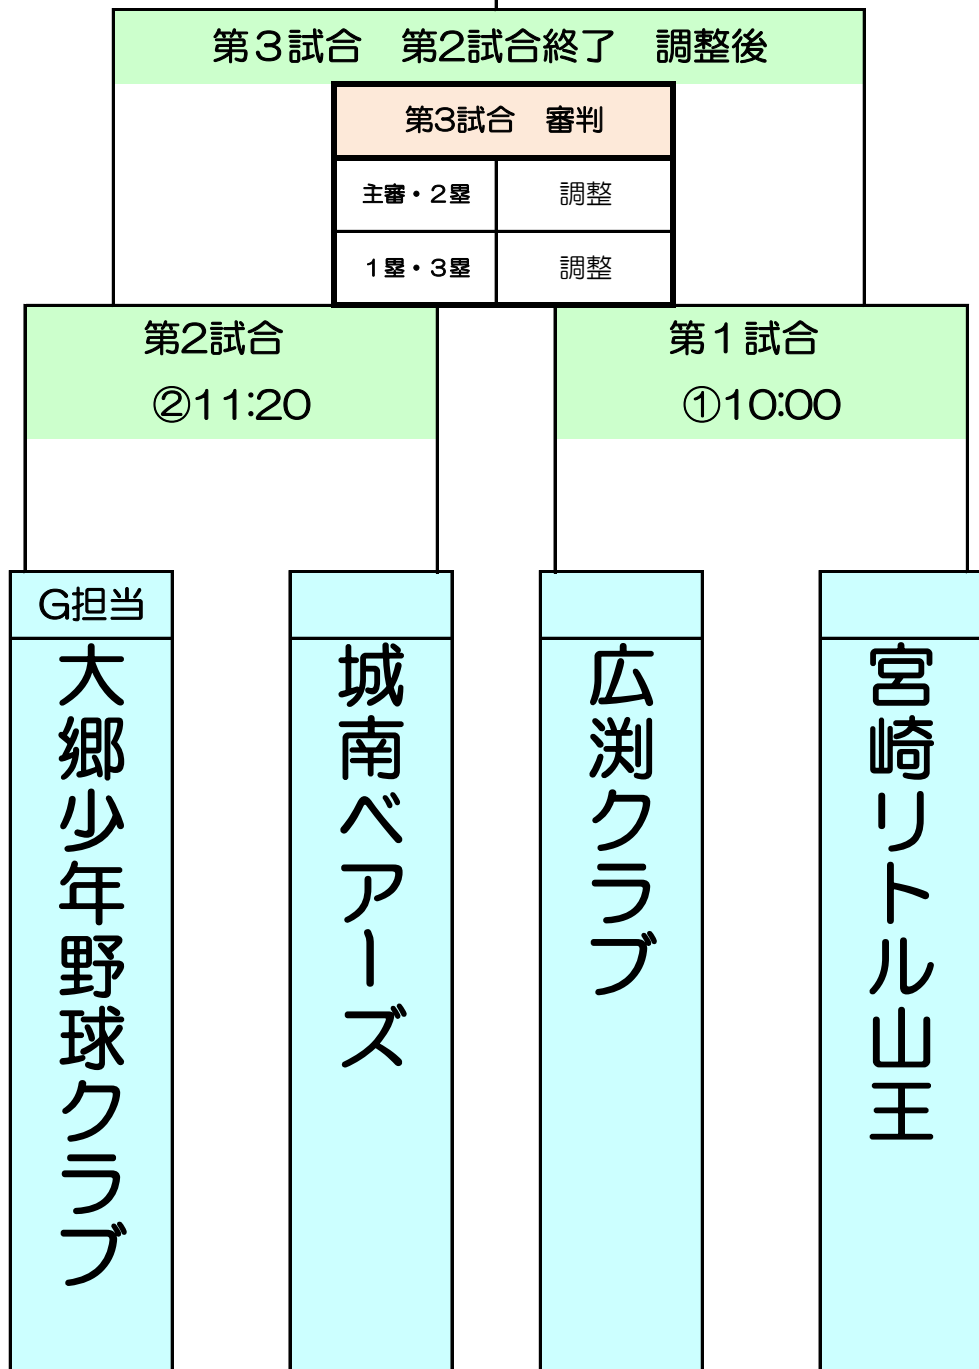 第３試合　第2試合終了　調整後
第3試合　審判
主審・２塁　調整
１塁・３塁　調整
第2試合　第１試合
②11:20　①10:00
G担当
大郷少年野球クラブ
城南ベアーズ
広渕クラブ
宮崎リトル山王